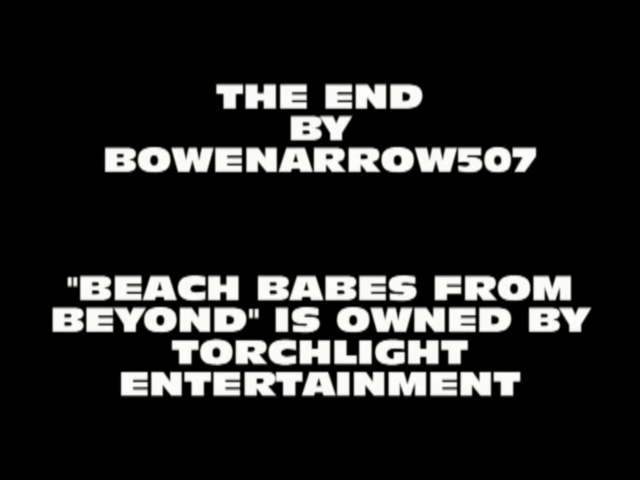 THE END
BY
BOWENARROW507
"BEACH BABES FROM
BEYOND" IS OWNED BY
TORCHLIGHT
ENTERTAINMENT